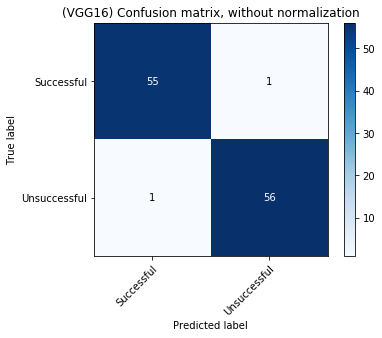 (VGG16) Confusion matrix, without normalization
True label
Successful
55
1
50
40
30
20
10
Unsuccessful
1
56
Successful
Unsuccessful
Predicted label